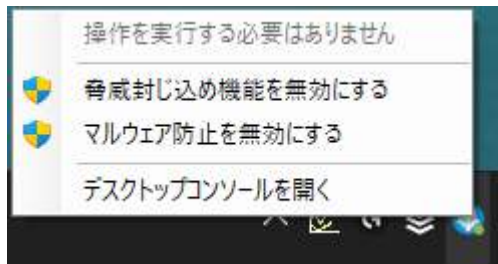 操作を実行する必要はありません
脅威封じ込め機能を無効にする
マルウェア防止を無効にする
デスクトップコンソールを開く